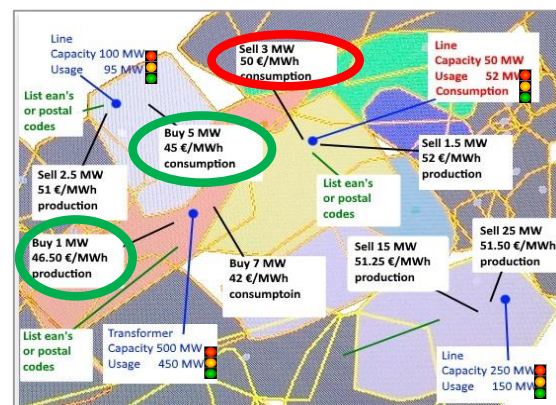 Line
Capacity 100 MW
Usage 95 MW
List ean's
or postal
codes
Sell 3 MW
50 €/MWh
consumption
Line
Capacity 50 MW
Usage 52 MW
Consumption
Buy 5 MW
45 €/MWh
consumption
Sell 2.5 MW
51 €/MWh
production
Sell 1.5 MW
52 €/MWh
production
List ean's
or postal
codes
Buy 1 MW
46.50 €/MWh
production
Buy 7 MW
42 €/MWh
consumptoin
Sell 15 MW
51.25 €/MWh
production
Sell 25 MW
51.50 €/MWh
production
List ean's
or postal
codes
Transformer
Capacity 500 MW
Usage 450 MW
Line
Capacity 250 MW
Usage 150 MW